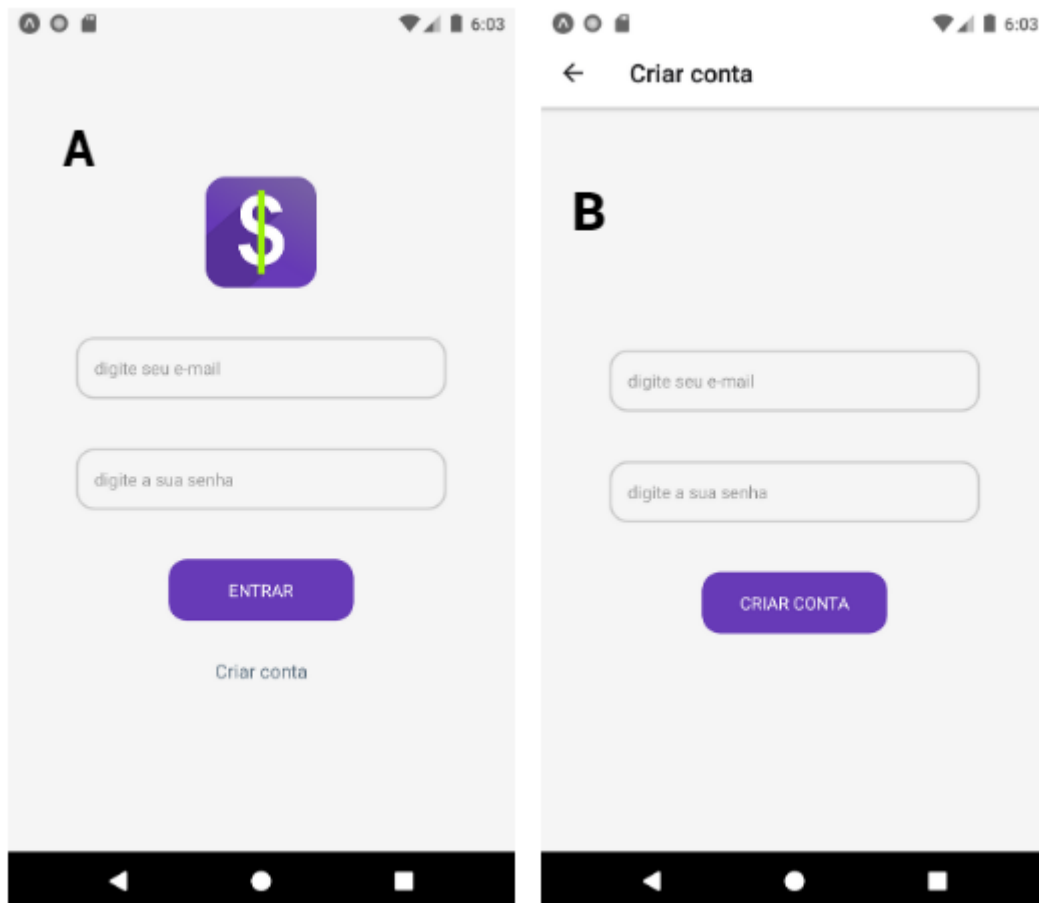 6:03
A
$
digite seu e-mail
digite a sua senha
ENTRAR
Criar conta
6:03
Criar conta
B
digite seu e-mail
digite a sua senha
CRIAR CONTA